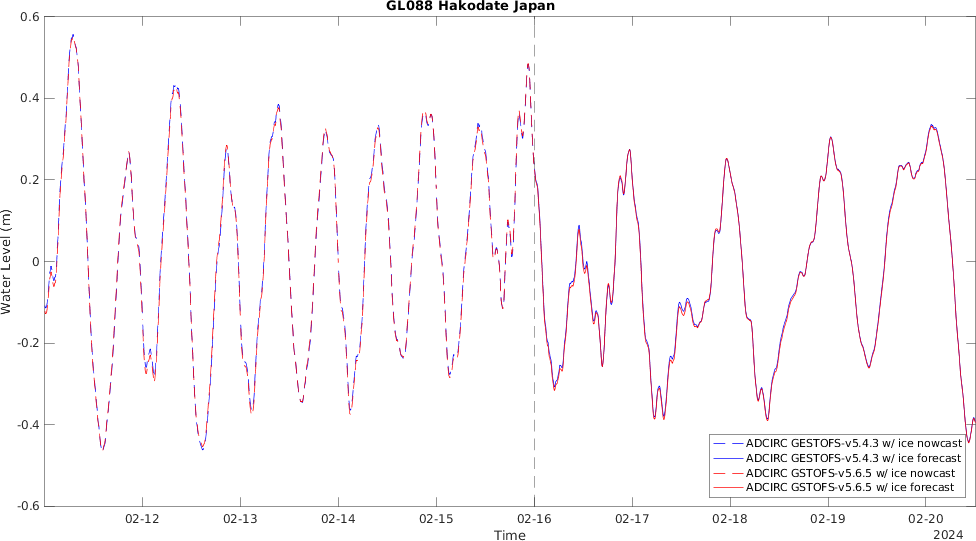 GL088 Hakodate Japan
0.6
0.4
0.2
0
-0.2
-0.4
-0.6
Water Level (m)
ADCIRC GESTOFS-v5.4.3 w/ ice nowcast
ADCIRC GESTOFS-v5.4.3 w/ ice forecast
ADCIRC GSTOFS-v5.6.5 w/ ice nowcast
ADCIRC GSTOFS-v5.6.5 w/ ice forecast
02-12 02-13 02-14 02-15 02-16 02-17 02-18 02-19 02-20
Time
2024